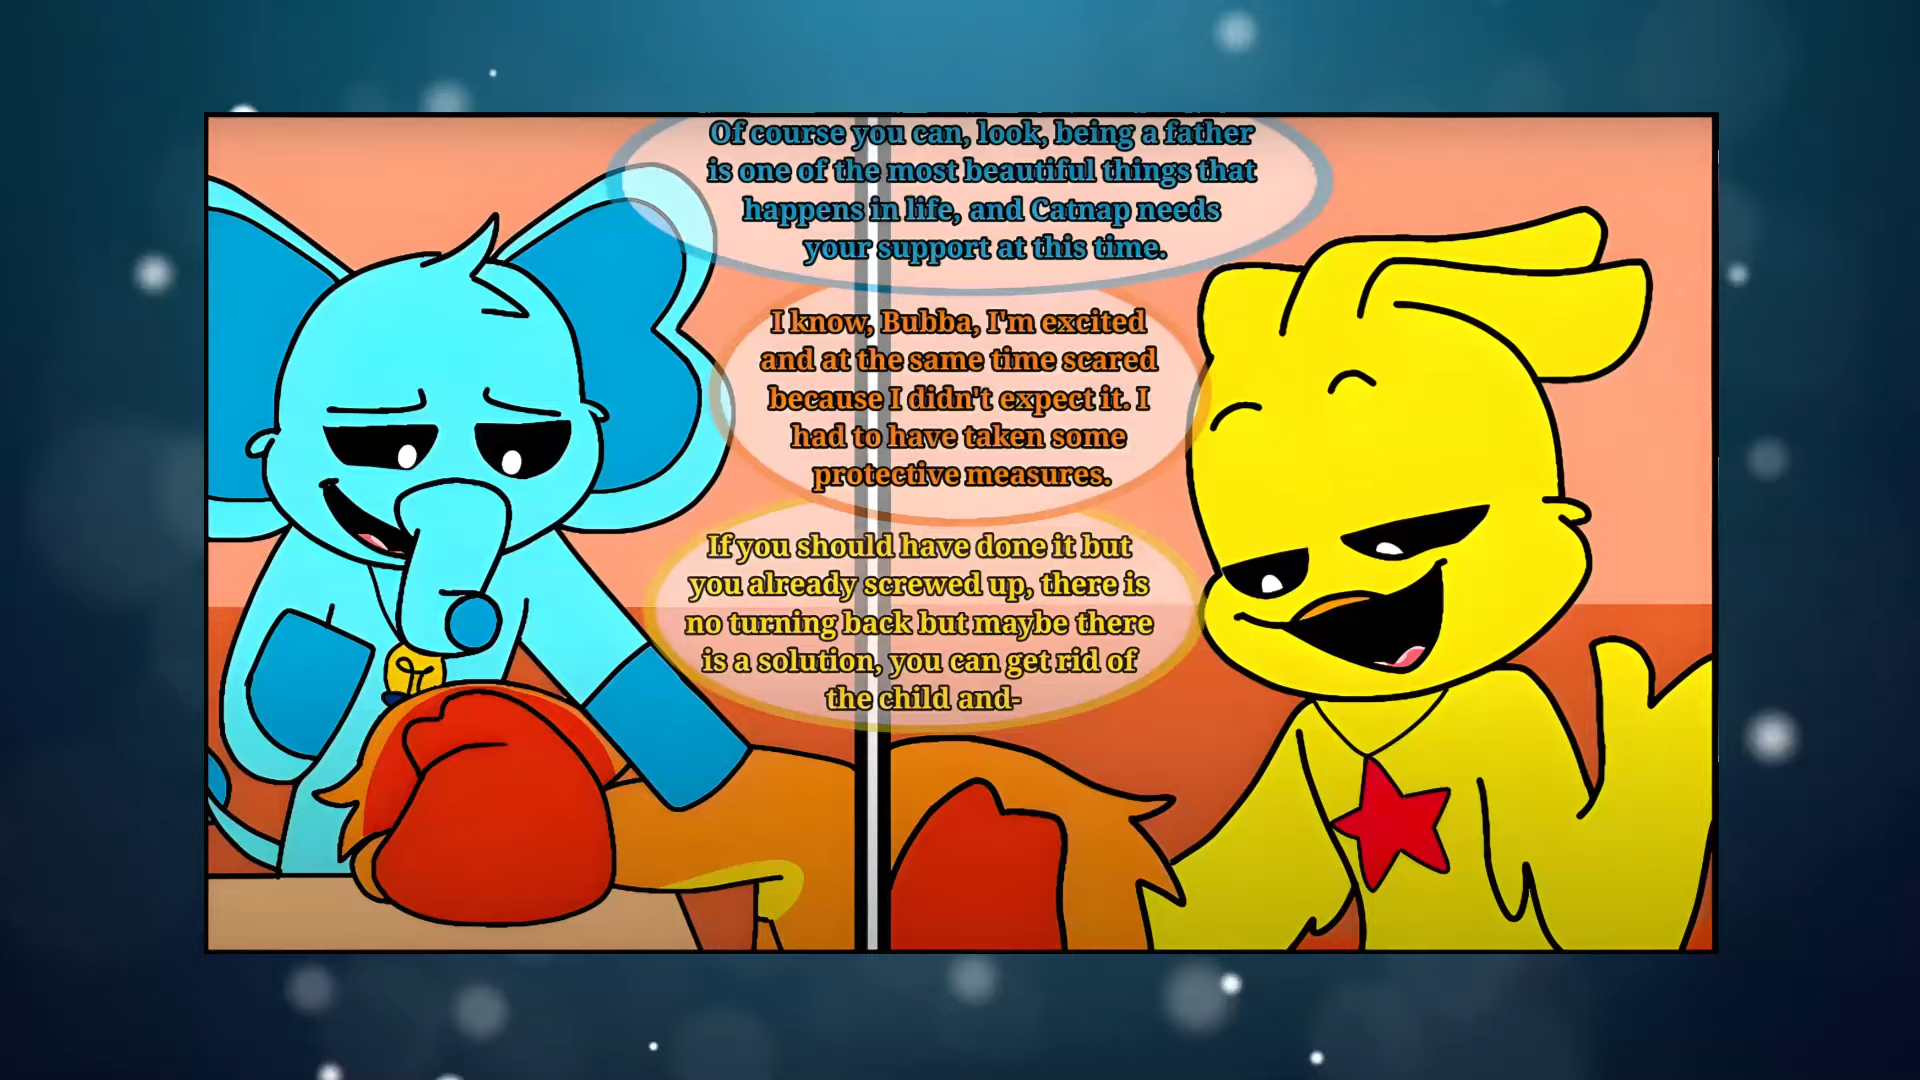 Of course you can, look, being a father
is one of the most beautiful things that
happens in life, and Catnap needs
your support at this time.
I know, Bubba, I'm excited
and at the same time scared
because I didn't expect it. I
had to have taken some
protective measures.
If you should have done it but
you already screwed up, there is
no turning back but maybe there
is a solution, you can get rid of
the child and-